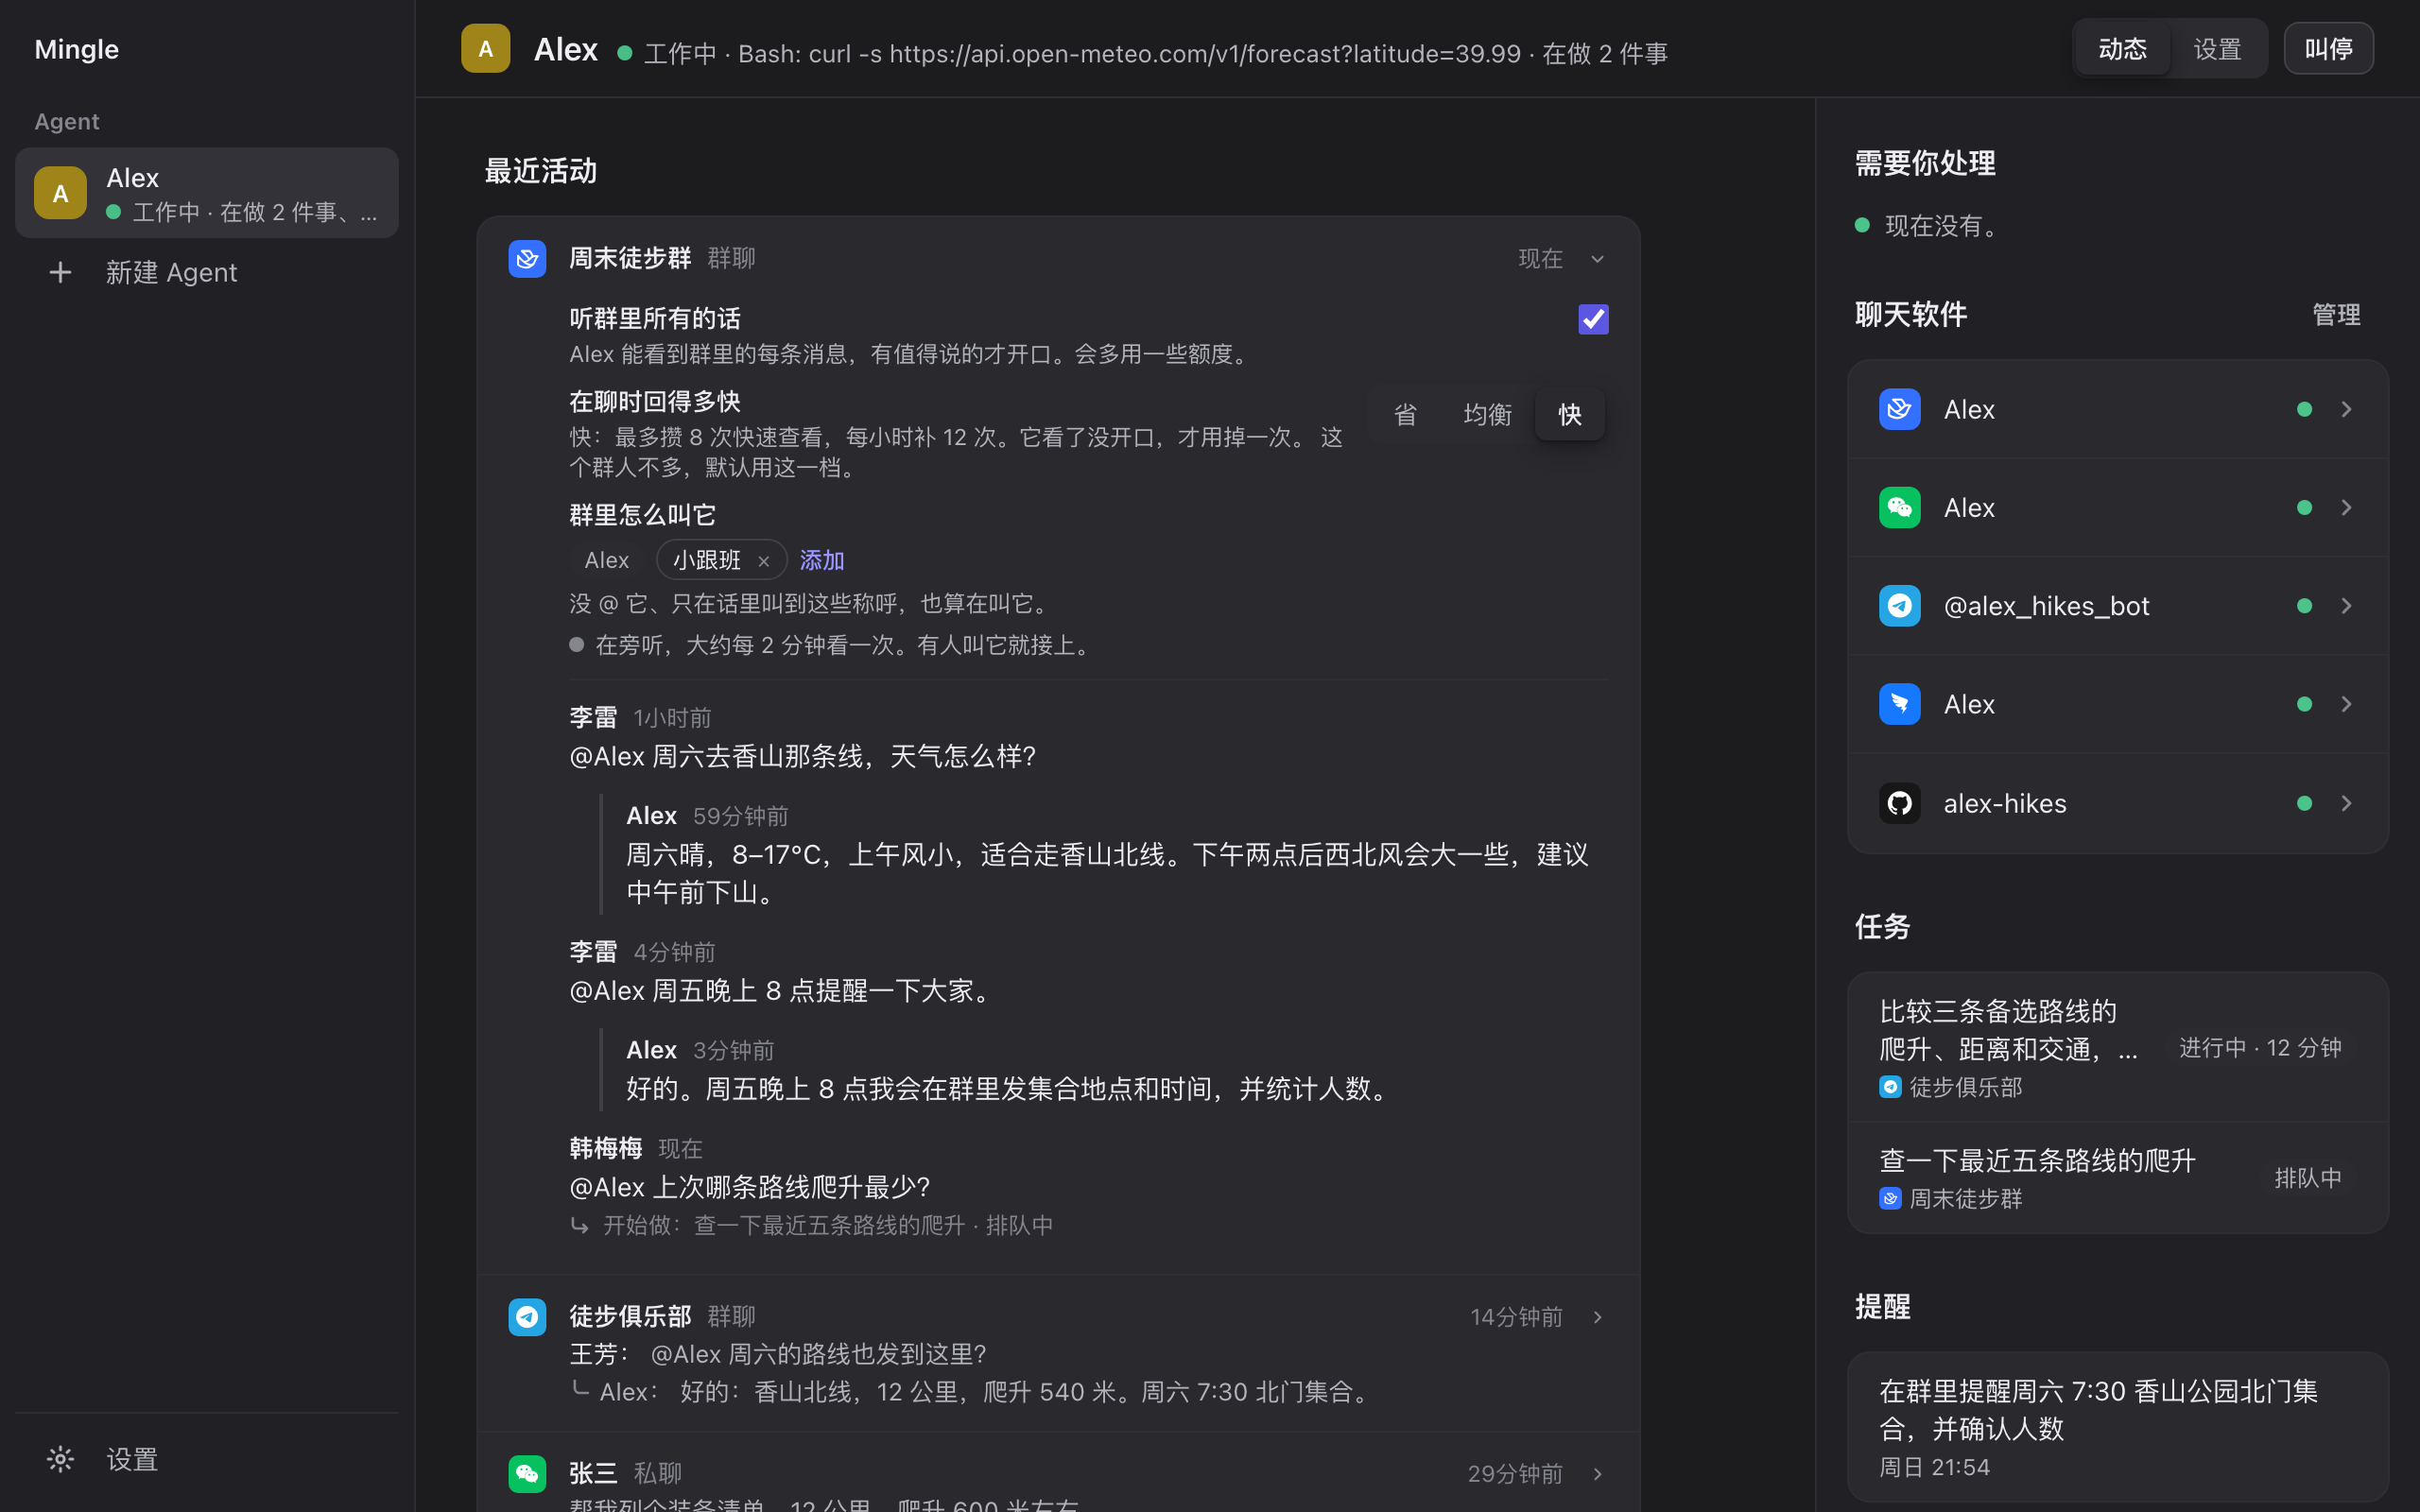 Mingle
Agent
A
Alex
工作中 · 在做 2 件事、...
新建 Agent
设置
A
Alex
工作中 · Bash: curl -s https://api.open-meteo.com/v1/forecast?latitude=39.99 · 在做 2 件事
动态
设置
叫停
最近活动
周末徒步群 群聊
现在
听群里所有的话
Alex 能看到群里的每条消息，有值得说的才开口。会多用一些额度。
在聊时回得多快
省
均衡
快
快：最多攒 8 次快速查看，每小时补 12 次。它看了没开口，才用掉一次。 这
个群人不多，默认用这一档。
群里怎么叫它
Alex
小跟班 ×
添加
没 @ 它、只在话里叫到这些称呼，也算在叫它。
在旁听，大约每 2 分钟看一次。有人叫它就接上。
李雷 1小时前
@Alex 周六去香山那条线，天气怎么样？
Alex 59分钟前
周六晴，8–17°C，上午风小，适合走香山北线。下午两点后西北风会大一些，建议
中午前下山。
李雷 4分钟前
@Alex 周五晚上 8 点提醒一下大家。
Alex 3分钟前
好的。周五晚上 8 点我会在群里发集合地点和时间，并统计人数。
韩梅梅 现在
@Alex 上次哪条路线爬升最少？
开始做：查一下最近五条路线的爬升 · 排队中
徒步俱乐部 群聊
14分钟前
王芳： @Alex 周六的路线也发到这里？
Alex： 好的：香山北线，12 公里，爬升 540 米。周六 7:30 北门集合。
张三 私聊
29分钟前
帮我列个装备清单，12 公里，爬升 600 米左右
需要你处理
现在没有。
聊天软件
管理
Alex
Alex
@alex_hikes_bot
Alex
alex-hikes
任务
比较三条备选路线的
爬升、距离和交通，...
进行中 · 12 分钟
徒步俱乐部
查一下最近五条路线的爬升
排队中
周末徒步群
提醒
在群里提醒周六 7:30 香山公园北门集
合，并确认人数
周日 21:54